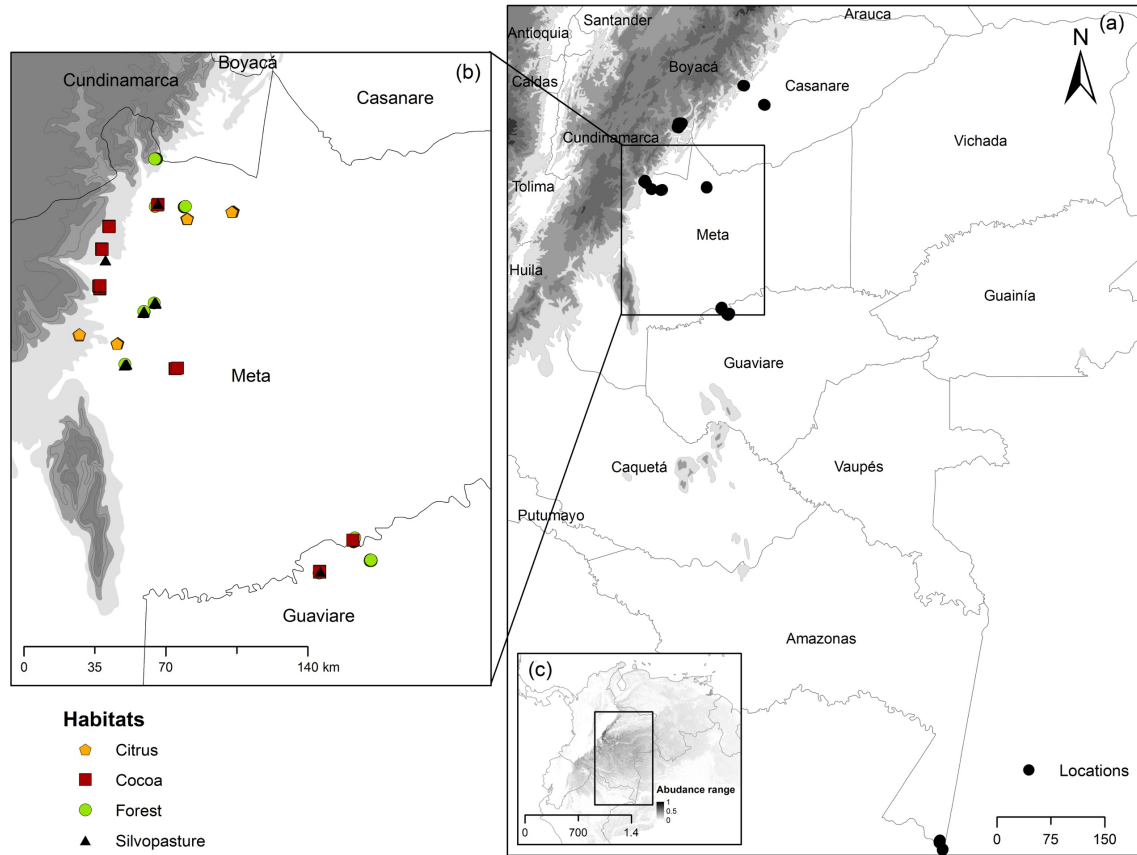 (b)
Boyacá
Cundinamarca
Casanare
Meta
Guaviare
0 35 70 140 km
Habitats
Citrus
Cocoa
Forest
Silvopasture
(a)
N
Arauca
Santander
Antioquia
Boyacá
Caldas
Casanare
Cundinamarca
Vichada
Tolima
Meta
Huila
Guainía
Guaviare
Caquetá
Vaupés
Putumayo
Amazonas
(c)
Abudance range
1
0.5
0
0 700 1.4
Locations
0 75 150